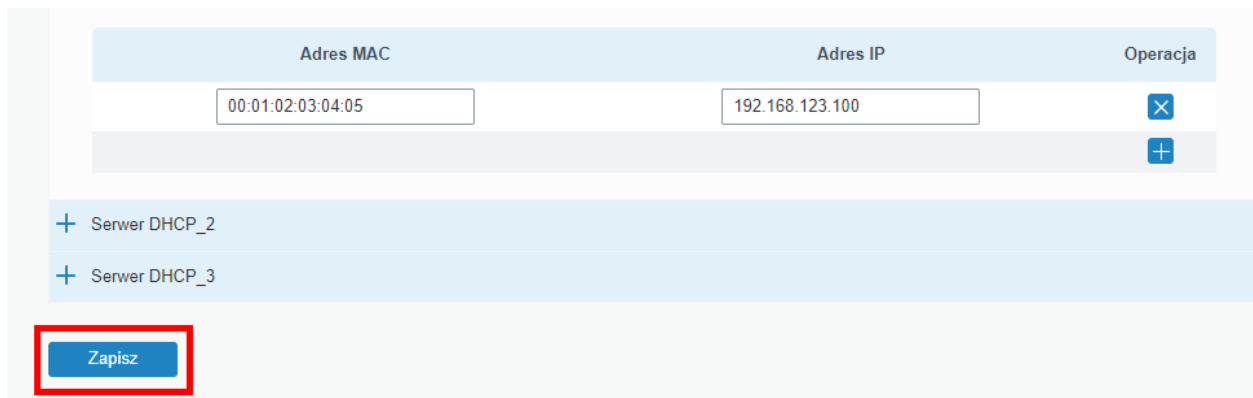 Adres MAC Adres IP Operacja
00:01:02:03:04:05 192.168.123.100
Serwer DHCP_2
Serwer DHCP_3
Zapisz